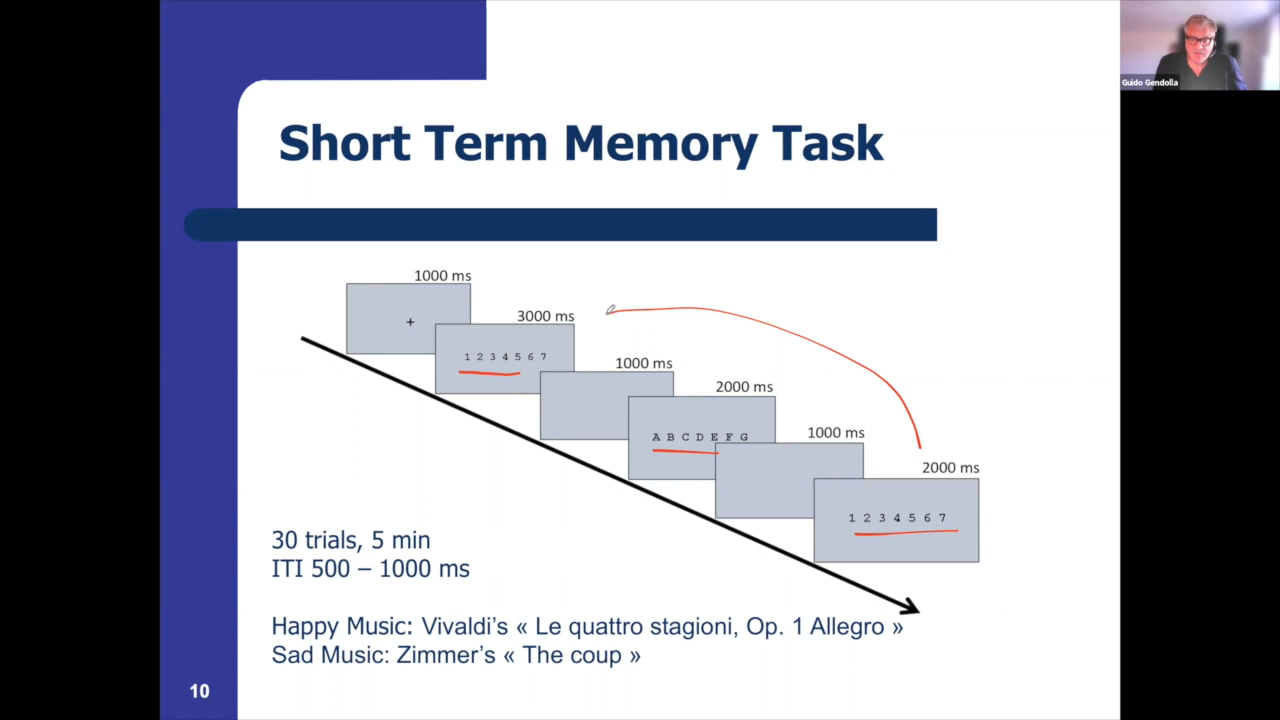 Guido Gendolla
Short Term Memory Task
1000 ms
+
3000 ms
1 2 3 4 5 6 7
1000 ms
2000 ms
A B C D E F G
1000 ms
2000 ms
1 2 3 4 5 6 7
30 trials, 5 min
ITI 500 – 1000 ms
Happy Music: Vivaldi’s « Le quattro stagioni, Op. 1 Allegro »
Sad Music: Zimmer’s « The coup »
10